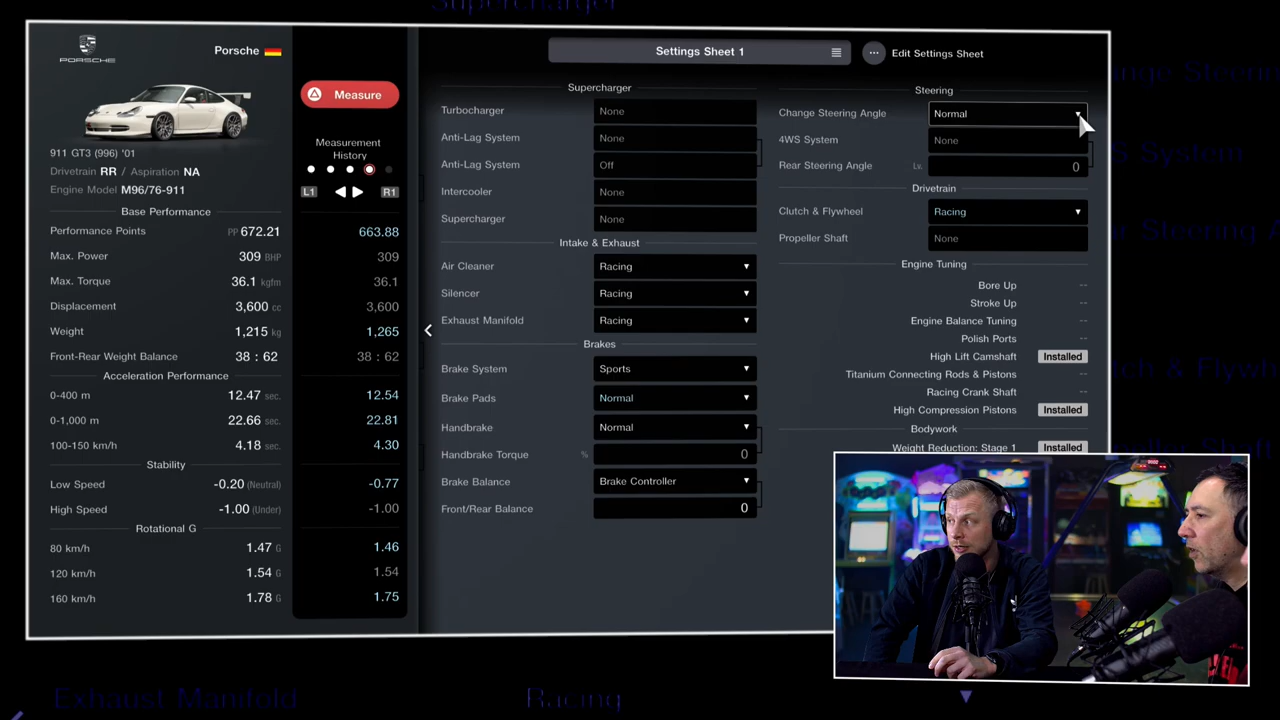 Supercharger
PORSCHE
Porsche
911 GT3 (996) '01
Drivetrain RR / Aspiration NA
Engine Model M96/76-911
Base Performance
Performance Points PP 672.21 663.88
Max. Power 309 BHP 309
Max. Torque 36.1 kgfm 36.1
Displacement 3,600 cc 3,600
Weight 1,215 kg 1,265
Front-Rear Weight Balance 38 : 62 38 : 62
Acceleration Performance
0-400 m 12.47 sec. 12.54
0-1,000 m 22.66 sec. 22.81
100-150 km/h 4.18 sec. 4.30
Stability
Low Speed -0.20 (Neutral) -0.77
High Speed -1.00 (Under) -1.00
Rotational G
80 km/h 1.47 G 1.46
120 km/h 1.54 G 1.54
160 km/h 1.78 G 1.75
Measure
Measurement
History
L1 R1
Settings Sheet 1
Edit Settings Sheet
Supercharger
Turbocharger None
Anti-Lag System None
Anti-Lag System Off
Intercooler None
Supercharger None
Intake & Exhaust
Air Cleaner Racing
Silencer Racing
Exhaust Manifold Racing
Brakes
Brake System Sports
Brake Pads Normal
Handbrake Normal
Handbrake Torque % 0
Brake Balance Brake Controller
Front/Rear Balance 0
Steering
Change Steering Angle Normal
4WS System None
Rear Steering Angle Lv. 0
Drivetrain
Clutch & Flywheel Racing
Propeller Shaft None
Engine Tuning
Bore Up --
Stroke Up --
Engine Balance Tuning --
Polish Ports --
High Lift Camshaft Installed
Titanium Connecting Rods & Pistons --
Racing Crank Shaft --
High Compression Pistons Installed
Bodywork
Weight Reduction: Stage 1 Installed
Exhaust Manifold
Racing